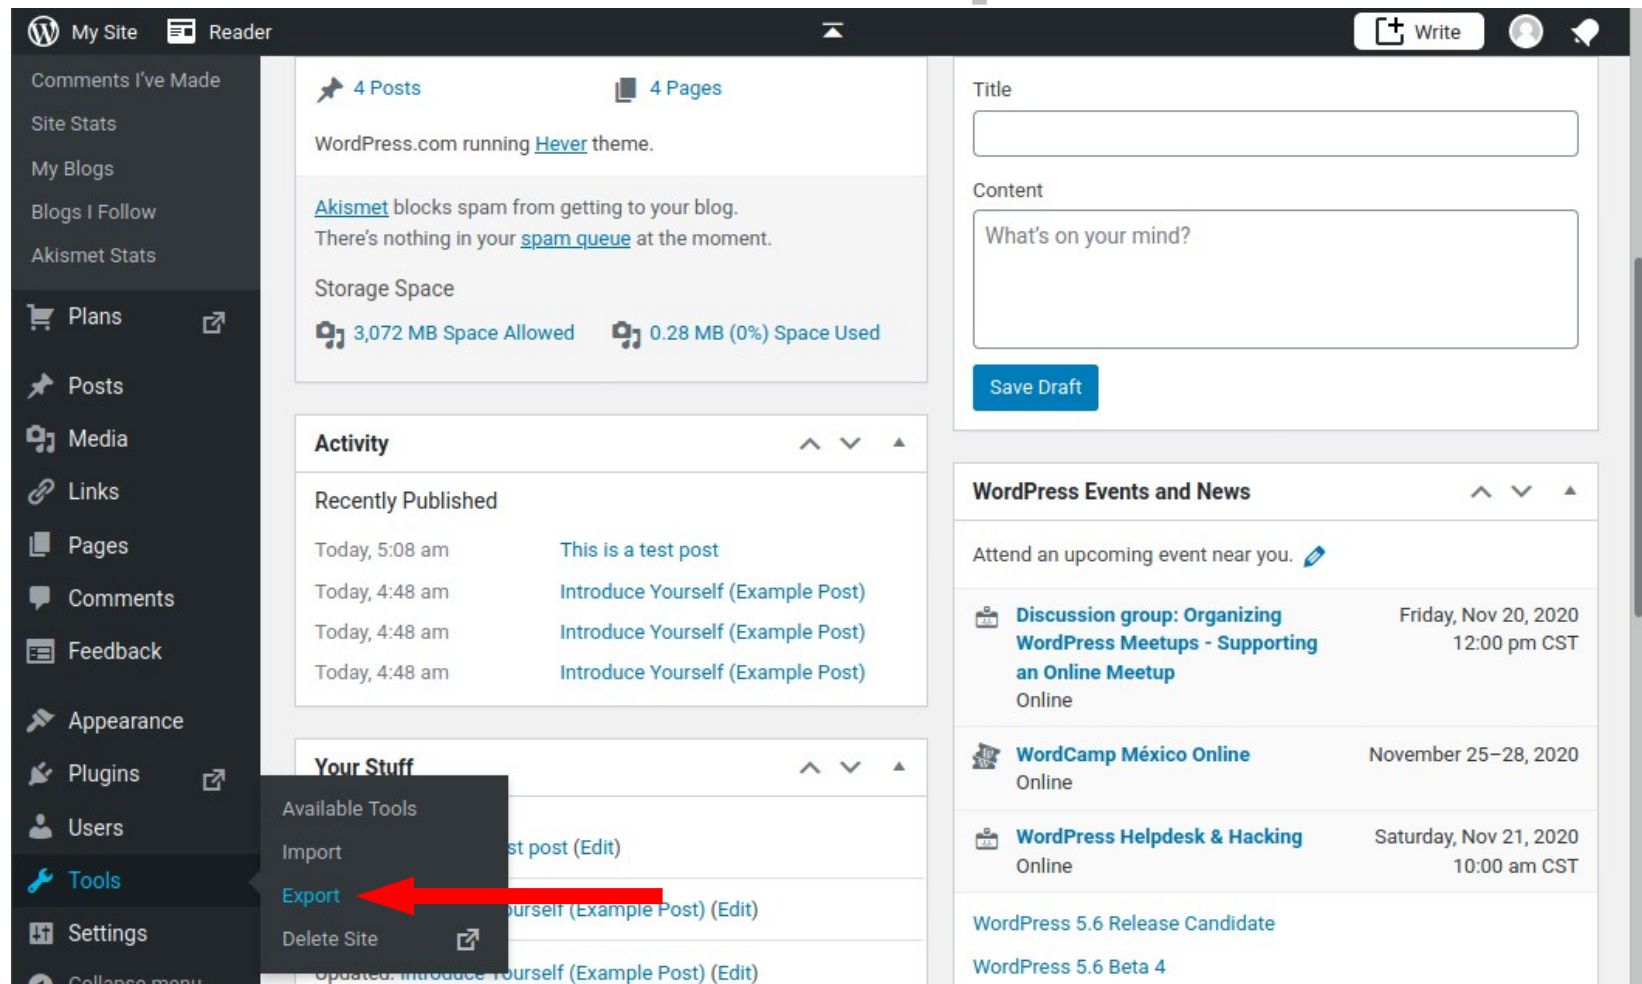 My Site
Reader
Write
Comments I've Made
Site Stats
My Blogs
Blogs I Follow
Akismet Stats
Plans
Posts
Media
Links
Pages
Comments
Feedback
Appearance
Plugins
Users
Tools
Settings
Collapse menu
Available Tools
Import
Export
Delete Site
4 Posts
4 Pages
WordPress.com running Hever theme.
Akismet blocks spam from getting to your blog.
There's nothing in your spam queue at the moment.
Storage Space
3,072 MB Space Allowed
0.28 MB (0%) Space Used
Activity
Recently Published
Today, 5:08 am This is a test post
Today, 4:48 am Introduce Yourself (Example Post)
Today, 4:48 am Introduce Yourself (Example Post)
Today, 4:48 am Introduce Yourself (Example Post)
Your Stuff
st post (Edit)
ourself (Example Post) (Edit)
Updated: Introduce Yourself (Example Post) (Edit)
Title
Content
What's on your mind?
Save Draft
WordPress Events and News
Attend an upcoming event near you.
Discussion group: Organizing
WordPress Meetups - Supporting
an Online Meetup
Online
Friday, Nov 20, 2020
12:00 pm CST
WordCamp México Online
Online
November 25–28, 2020
WordPress Helpdesk & Hacking
Online
Saturday, Nov 21, 2020
10:00 am CST
WordPress 5.6 Release Candidate
WordPress 5.6 Beta 4